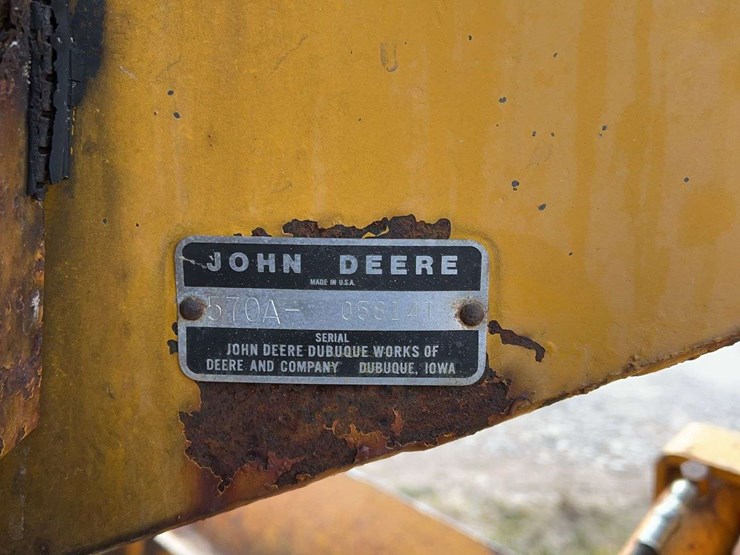 JOHN DEERE
MADE IN U.S.A.
570A-
SERIAL
JOHN DEERE DUBUQUE WORKS OF
DEERE AND COMPANY DUBUQUE, IOWA